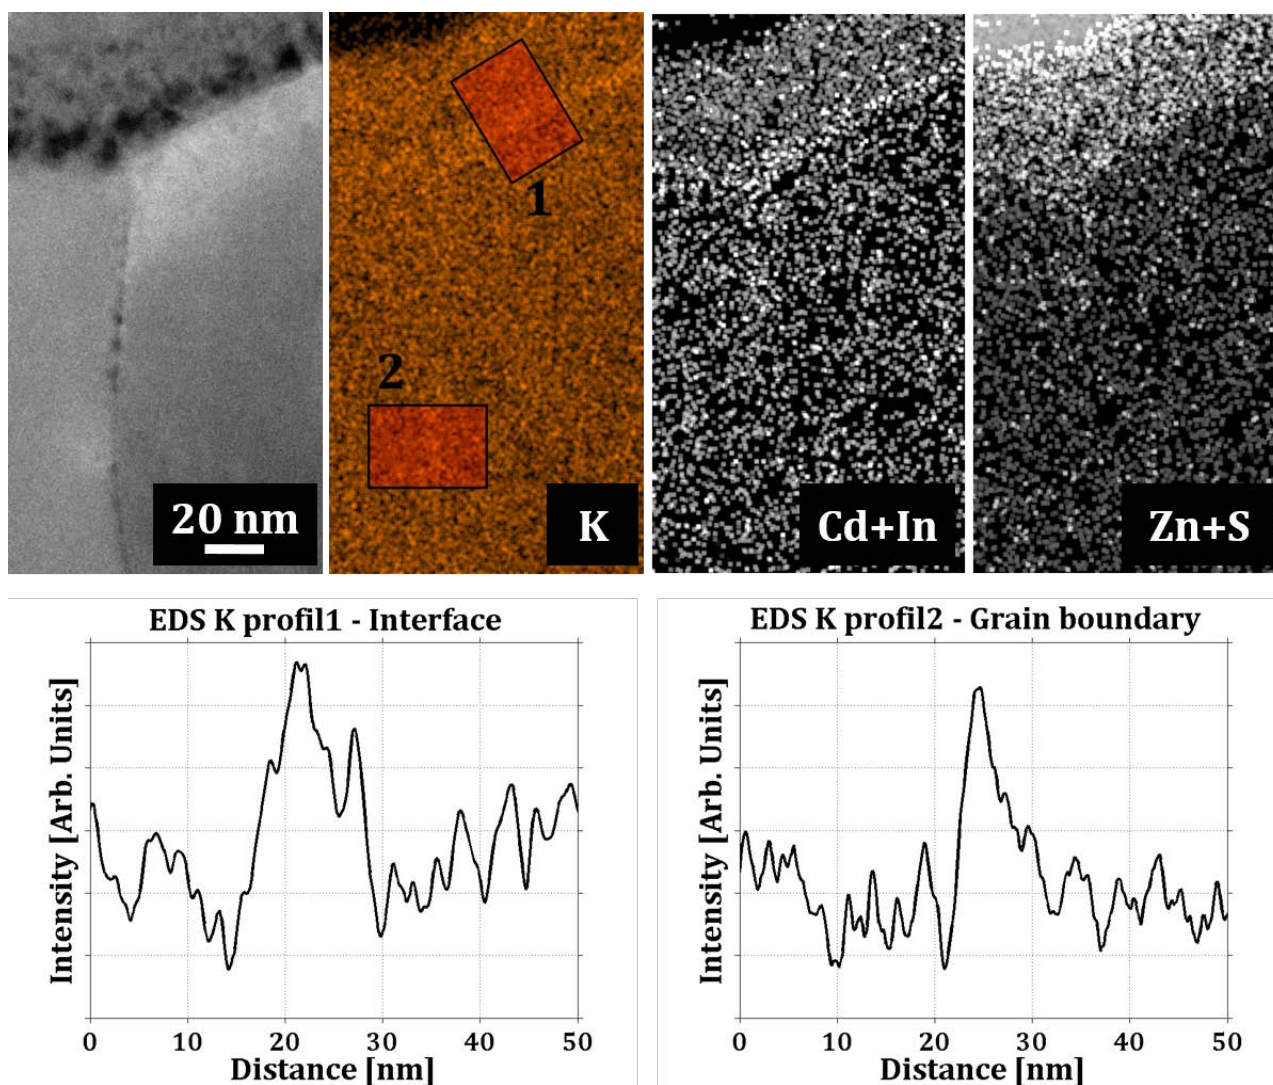 1
2
20 nm
K
Cd+In
Zn+S
EDS K profil1 - Interface
Intensity [Arb. Units]
0 10 20 30 40 50
Distance [nm]
EDS K profil2 - Grain boundary
Intensity [Arb. Units]
0 10 20 30 40 50
Distance [nm]